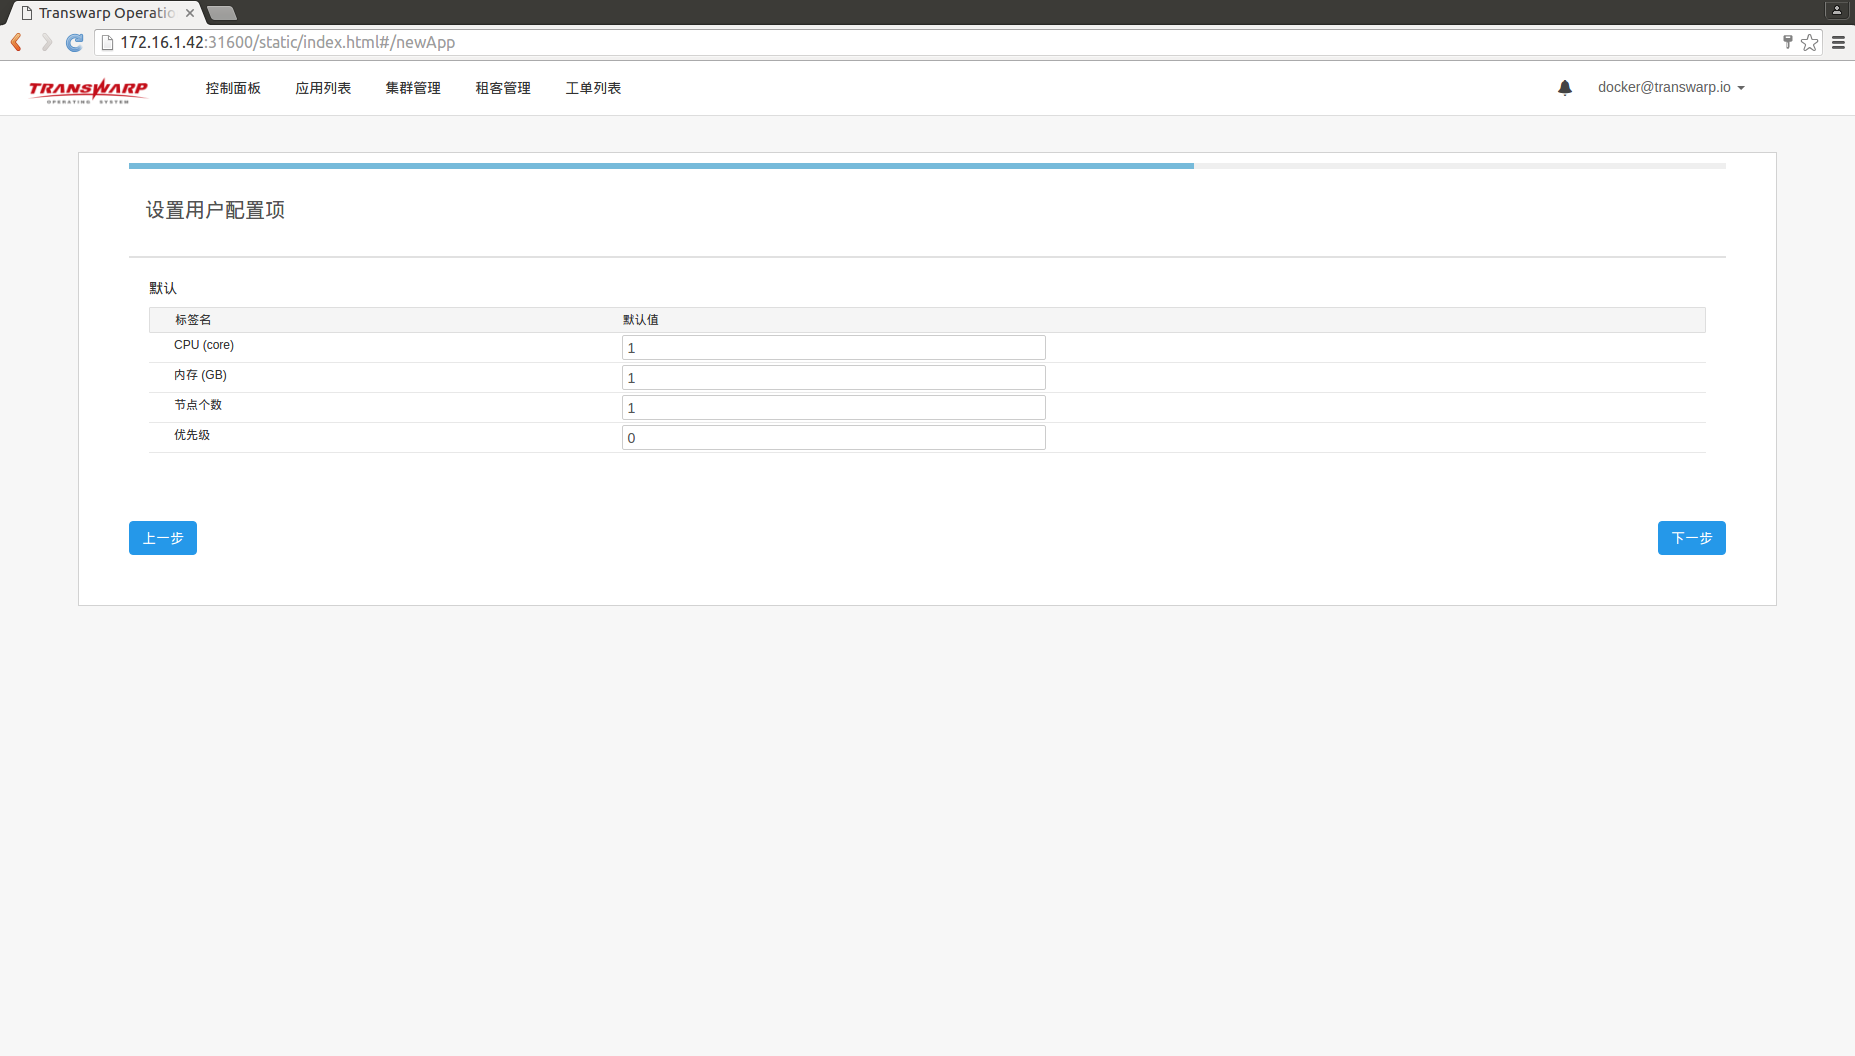 Transwarp Operatio
172.16.1.42:31600/static/index.html#/newApp
TRANSWARP
OPERATING SYSTEM
控制面板 应用列表 集群管理 租客管理 工单列表 docker@transwarp.io
设置用户配置项
默认
标签名 默认值
CPU (core) 1
内存 (GB) 1
节点个数 1
优先级 0
上一步 下一步